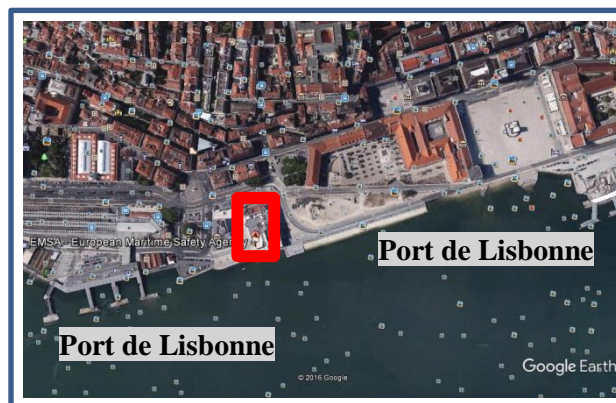 Port de Lisbonne
EMSA - European Maritime Safety Agency
Port de Lisbonne
© 2016 Google
Google Earth